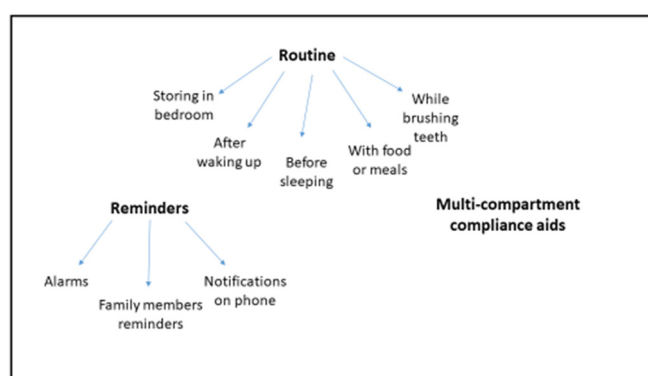 Routine
Storing in
bedroom
After
waking up
Before
sleeping
With food
or meals
While
brushing
teeth
Reminders
Alarms
Family members
reminders
Notifications
on phone
Multi-compartment
compliance aids